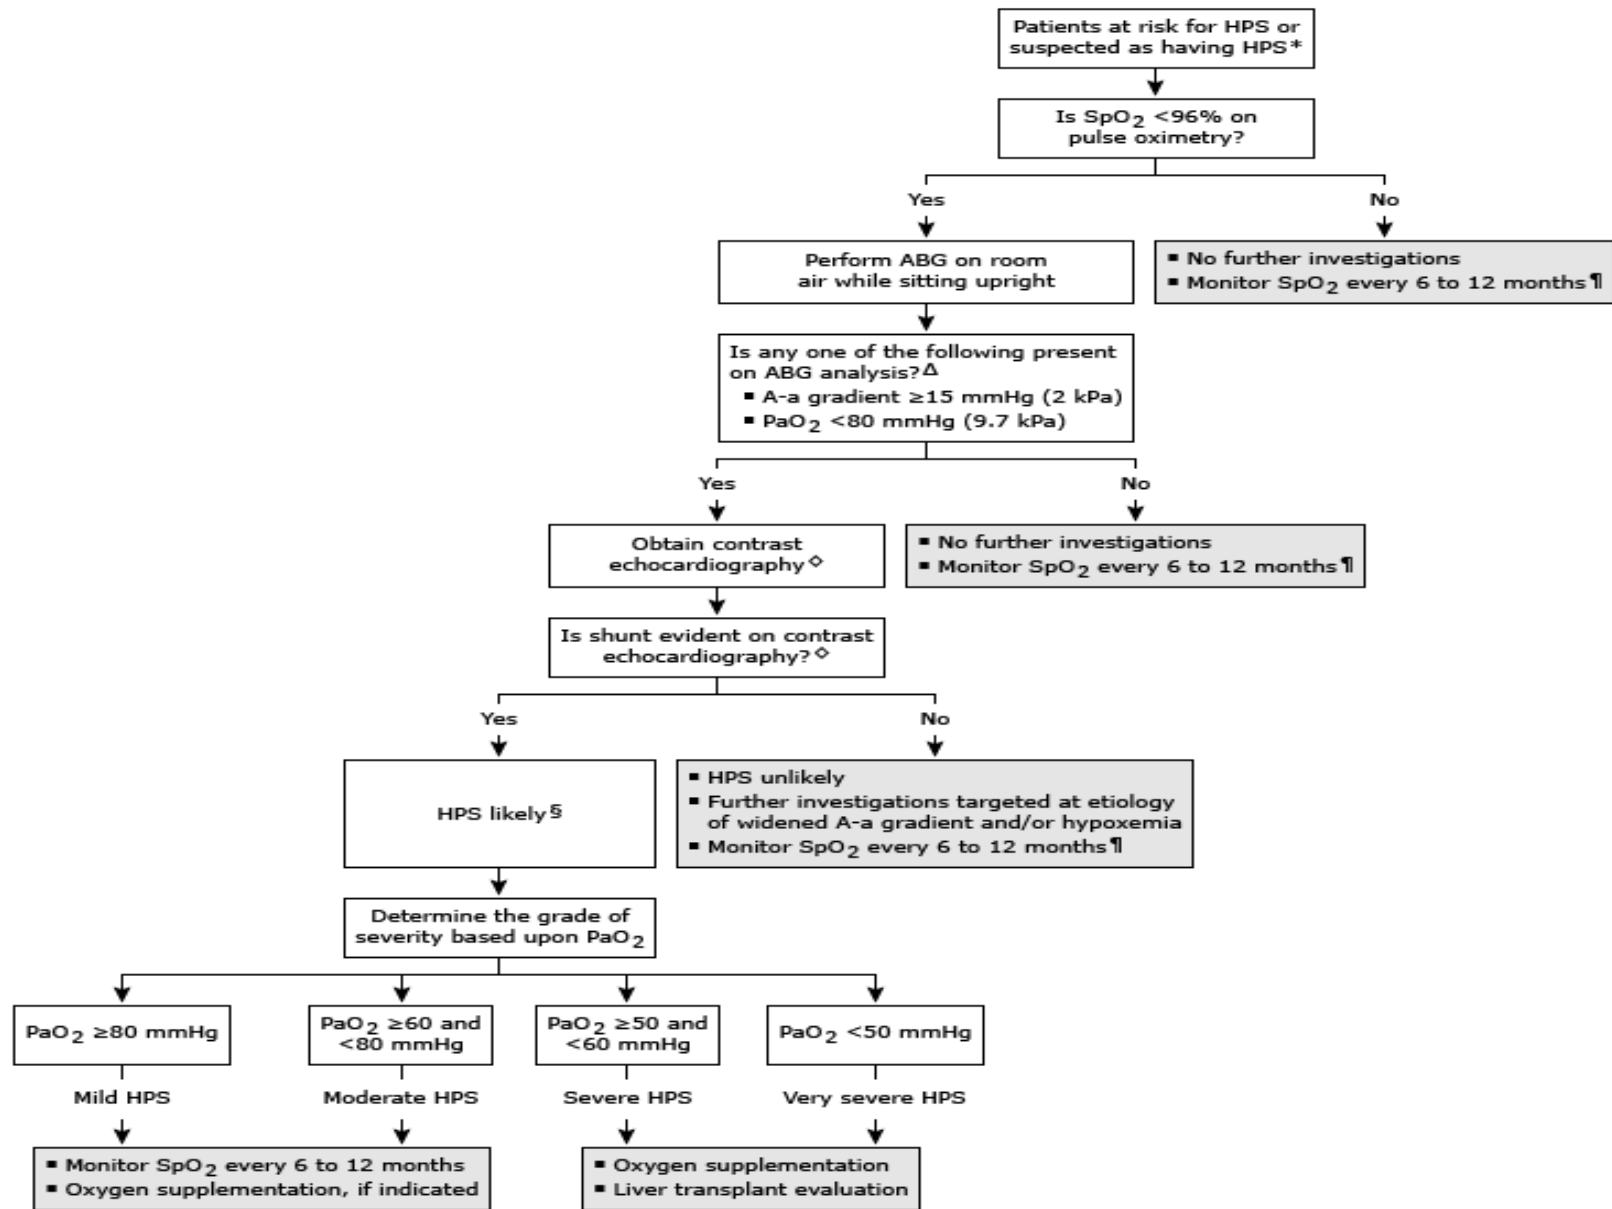 Patients at risk for HPS or
suspected as having HPS*
Is SpO2 <96% on
pulse oximetry?
Yes
No
Perform ABG on room
air while sitting upright
▪ No further investigations
▪ Monitor SpO2 every 6 to 12 months¶
Is any one of the following present
on ABG analysis?Δ
▪ A-a gradient ≥15 mmHg (2 kPa)
▪ PaO2 <80 mmHg (9.7 kPa)
Yes
No
Obtain contrast
echocardiography◇
▪ No further investigations
▪ Monitor SpO2 every 6 to 12 months¶
Is shunt evident on contrast
echocardiography?◇
Yes
No
HPS likely§
▪ HPS unlikely
▪ Further investigations targeted at etiology
of widened A-a gradient and/or hypoxemia
▪ Monitor SpO2 every 6 to 12 months¶
Determine the grade of
severity based upon PaO2
PaO2 ≥80 mmHg
PaO2 ≥60 and
<80 mmHg
PaO2 ≥50 and
<60 mmHg
PaO2 <50 mmHg
Mild HPS
Moderate HPS
Severe HPS
Very severe HPS
▪ Monitor SpO2 every 6 to 12 months
▪ Oxygen supplementation, if indicated
▪ Oxygen supplementation
▪ Liver transplant evaluation